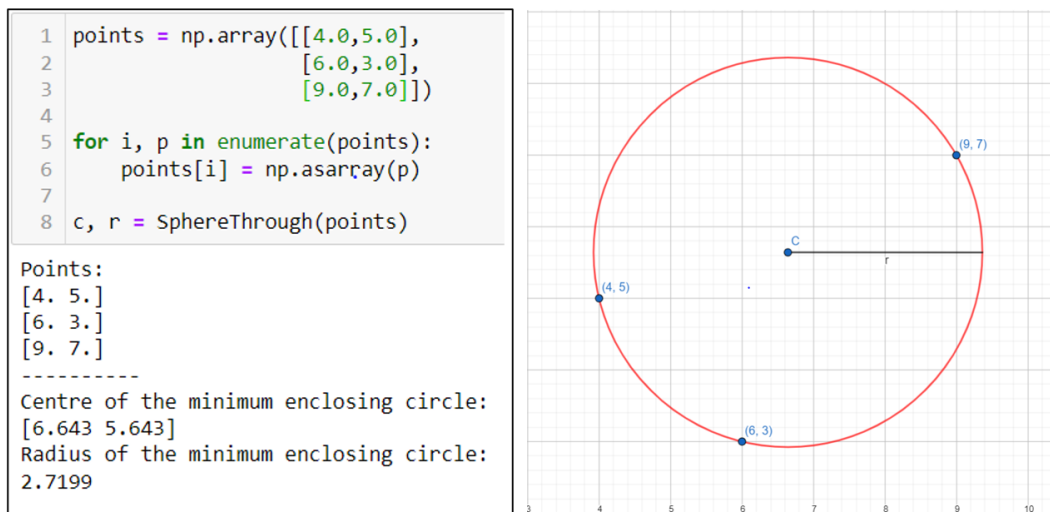 1 points = np.array([[4.0,5.0],
2 [6.0,3.0],
3 [9.0,7.0]])
4
5 for i, p in enumerate(points):
6 points[i] = np.asarray(p)
7
8 c, r = SphereThrough(points)
Points:
[4. 5.]
[6. 3.]
[9. 7.]
----------
Centre of the minimum enclosing circle:
[6.643 5.643]
Radius of the minimum enclosing circle:
2.7199
(9, 7)
C
r
(4, 5)
(6, 3)
3 4 5 6 7 8 9 10